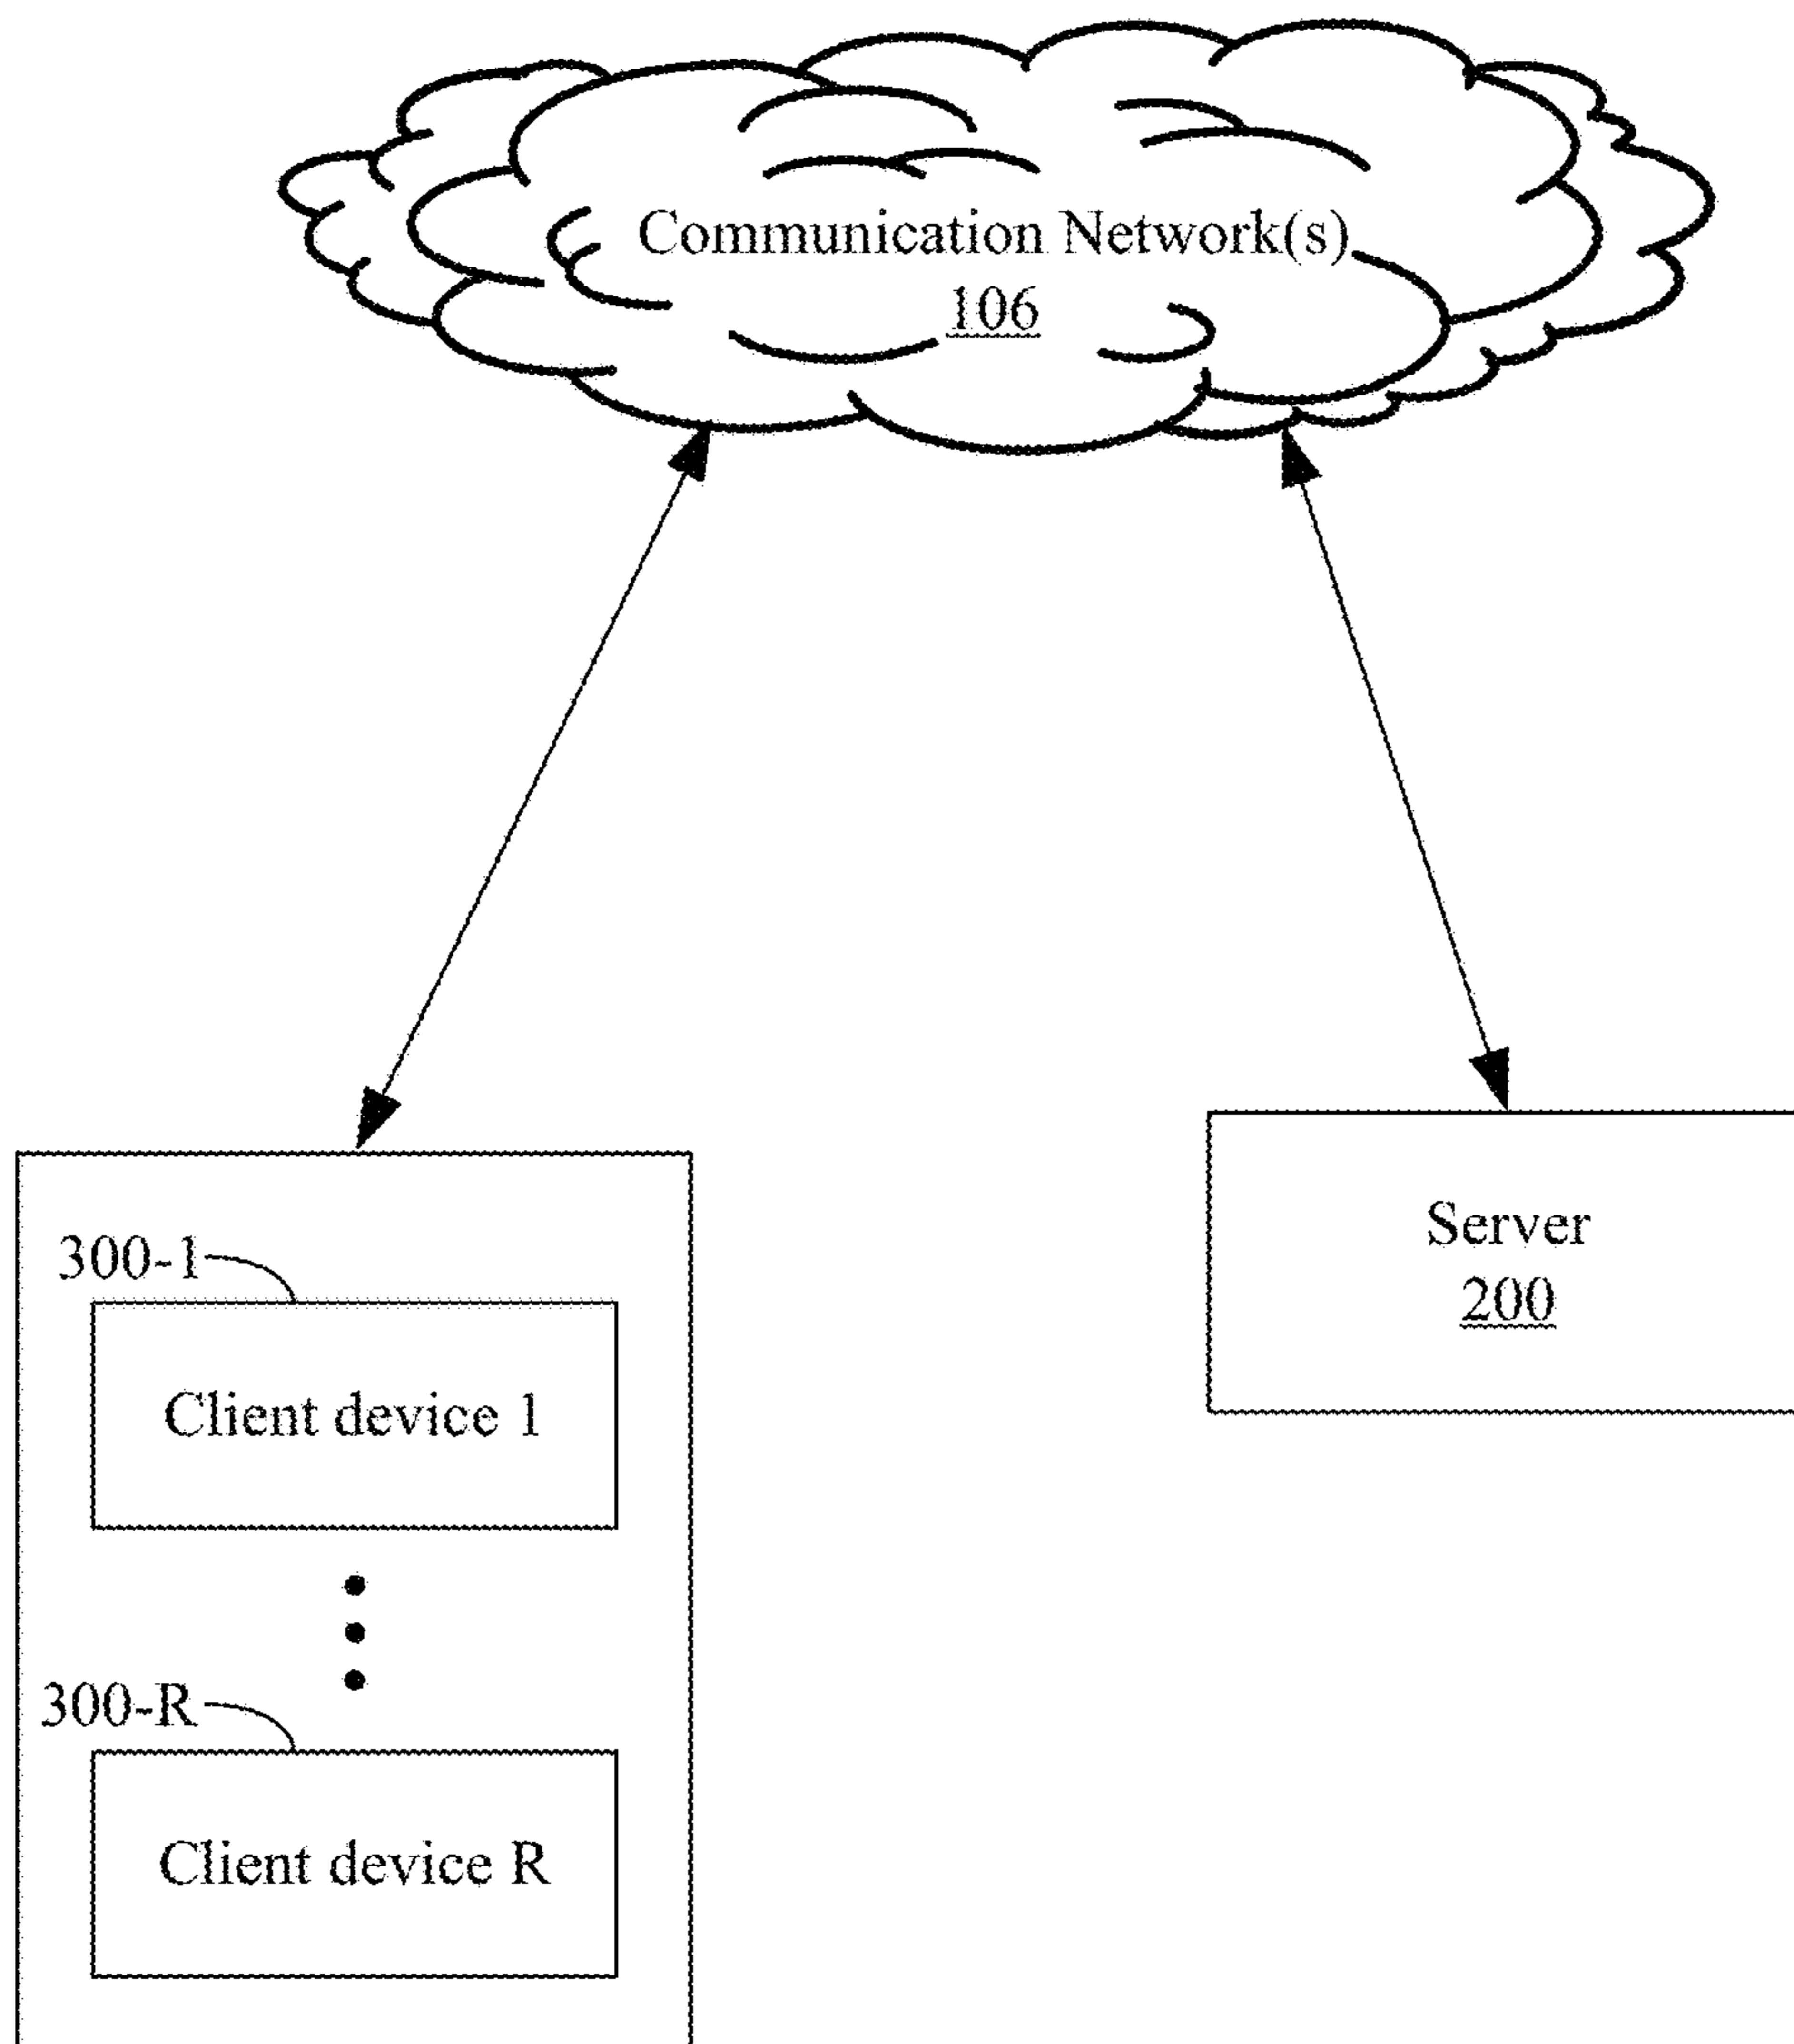 Communication Network(s)
106
Server
200
300-1
Client device 1
300-R
Client device R